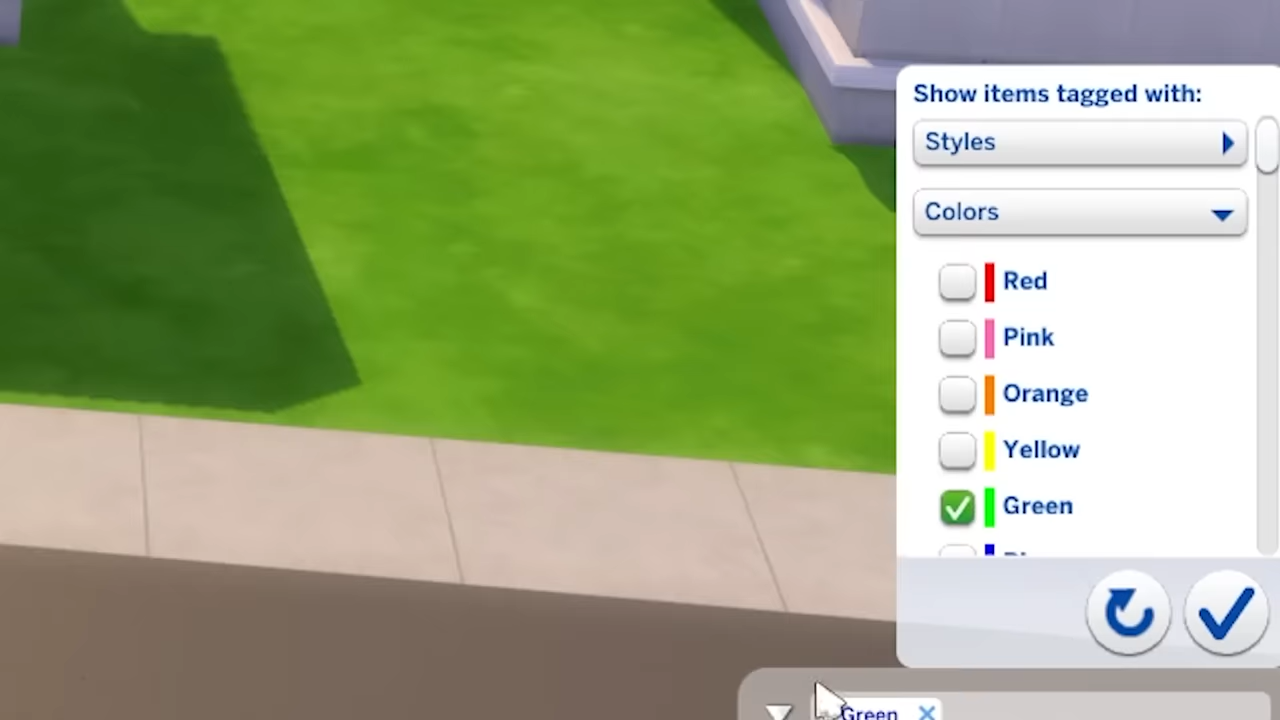 Show items tagged with:
Styles
Colors
Red
Pink
Orange
Yellow
Green
Green